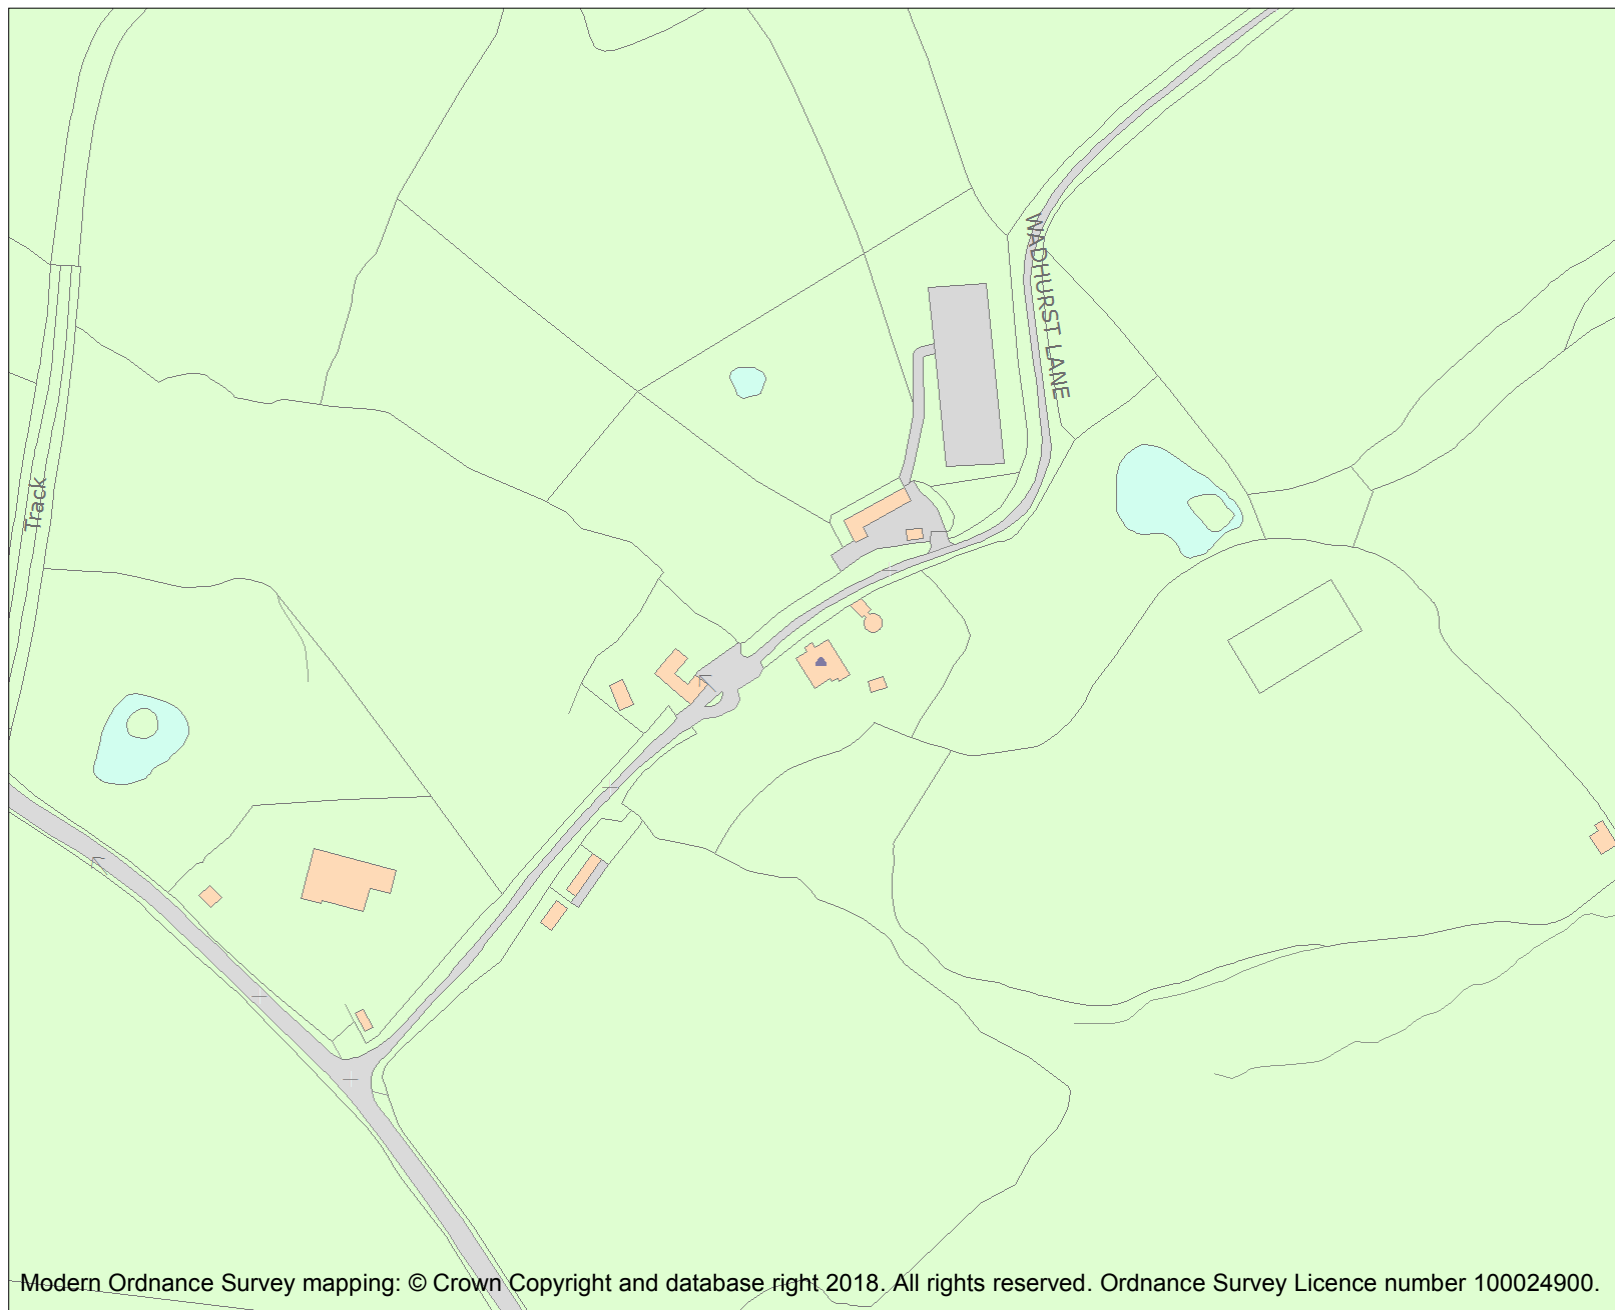 WADHURST LANE
Track
Modern Ordnance Survey mapping: © Crown Copyright and database right 2018. All rights reserved. Ordnance Survey Licence number 100024900.